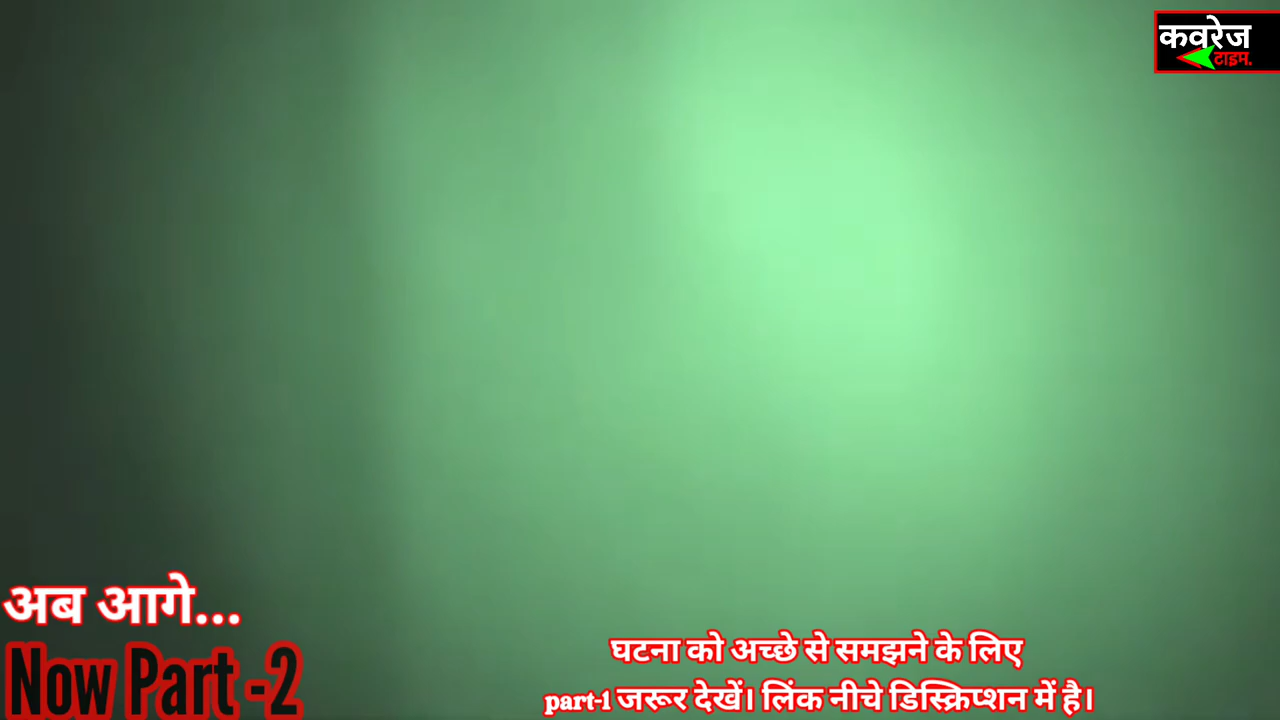 कवरेज
टाइम.
अब आगे...
Now Part -2
घटना को अच्छे से समझने के लिए
part-1 जरूर देखें। लिंक नीचे डिस्क्रिप्शन में है।